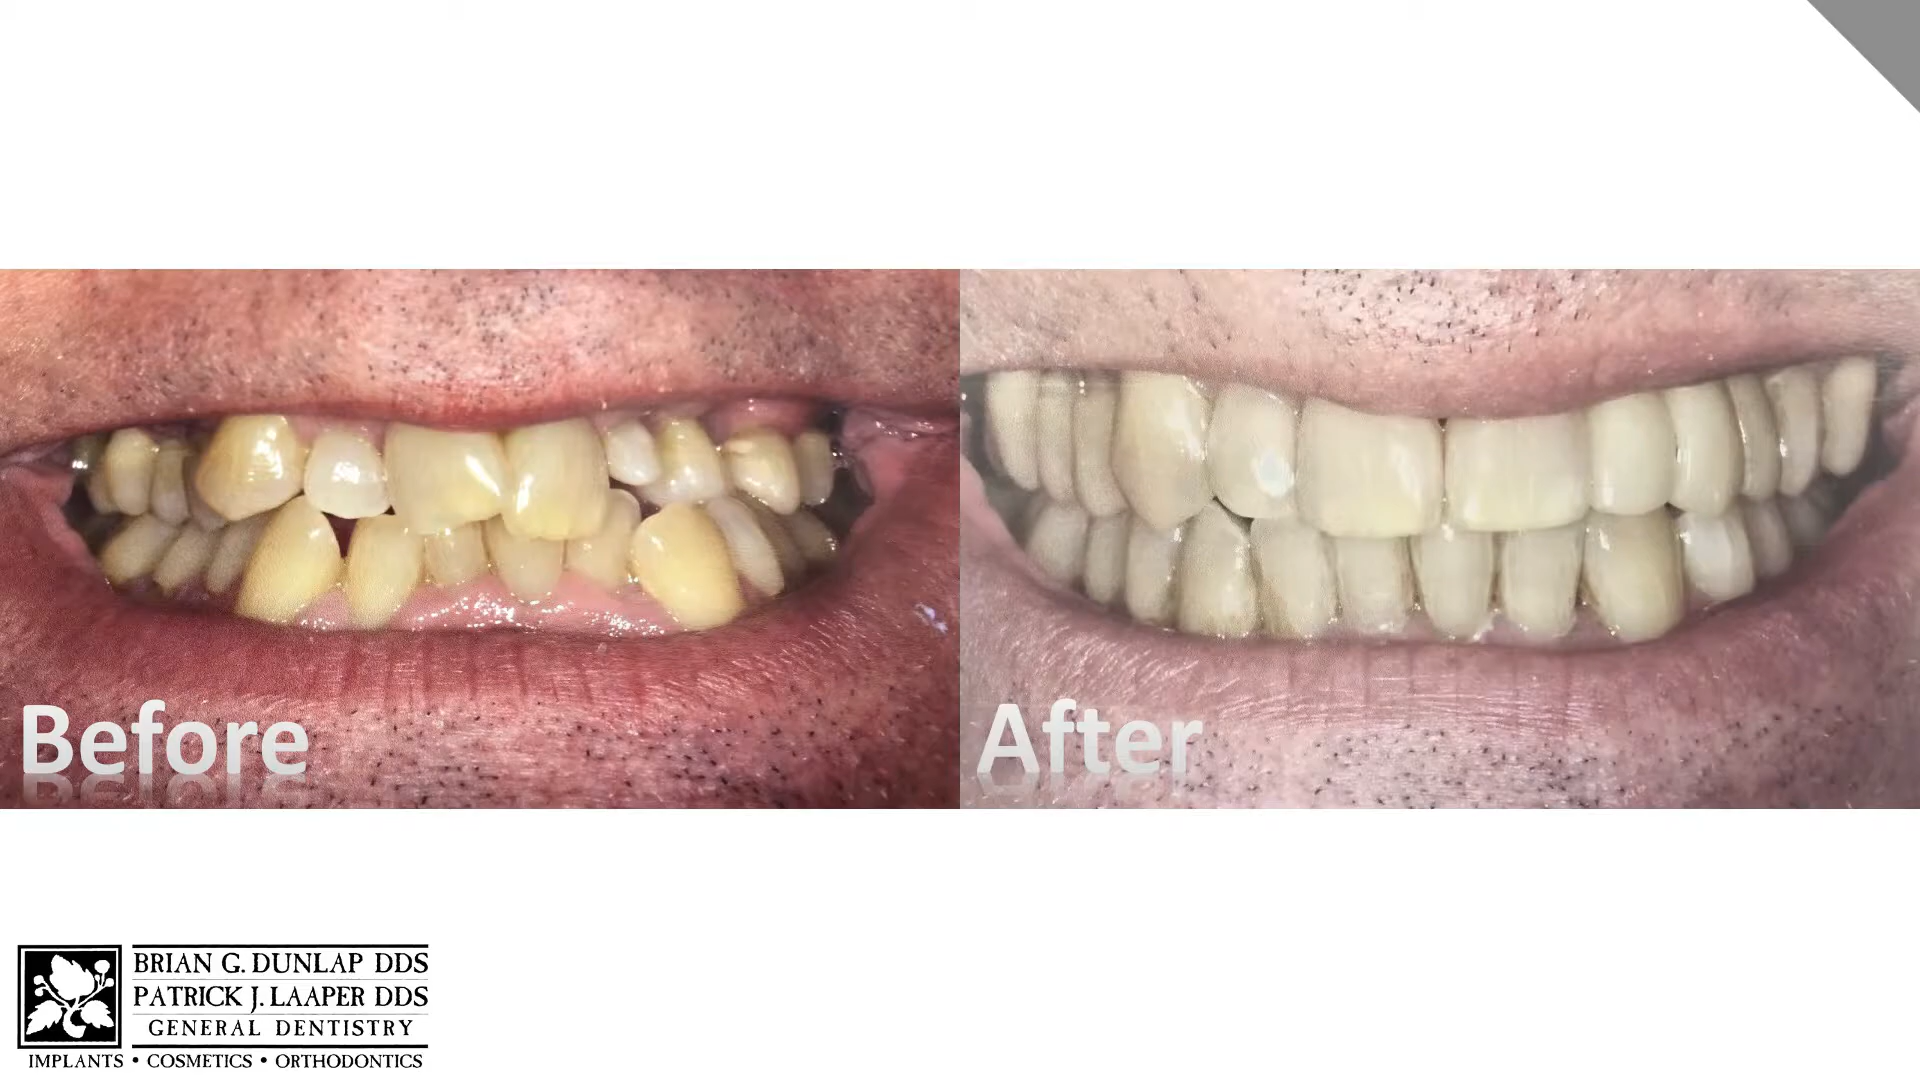 Before
After
BRIAN G. DUNLAP DDS
PATRICK J. LAAPER DDS
GENERAL DENTISTRY
IMPLANTS • COSMETICS • ORTHODONTICS